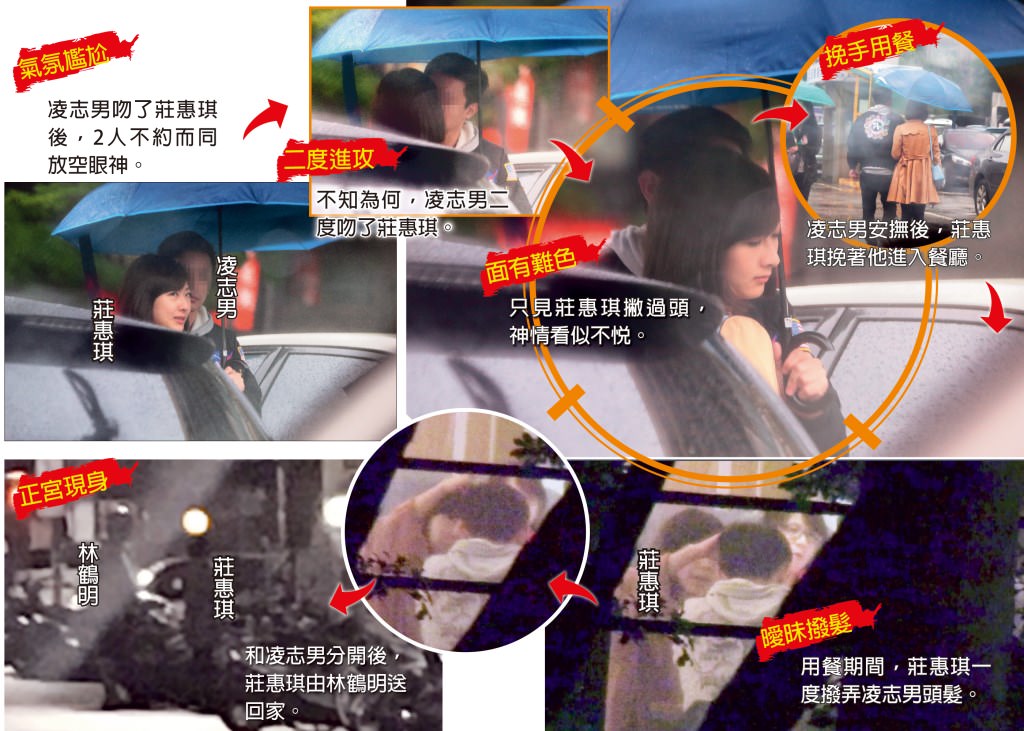 氣氛尷尬
凌志男吻了莊惠琪
後，2人不約而同
放空眼神。
凌志男
莊惠琪
二度進攻
不知為何，凌志男二
度吻了莊惠琪。
面有難色
只見莊惠琪撇過頭，
神情看似不悅。
挽手用餐
凌志男安撫後，莊惠
琪挽著他進入餐廳。
曖昧撥髮
莊惠琪
用餐期間，莊惠琪一
度撥弄凌志男頭髮。
正宮現身
林鶴明
莊惠琪
和凌志男分開後，
莊惠琪由林鶴明送
回家。